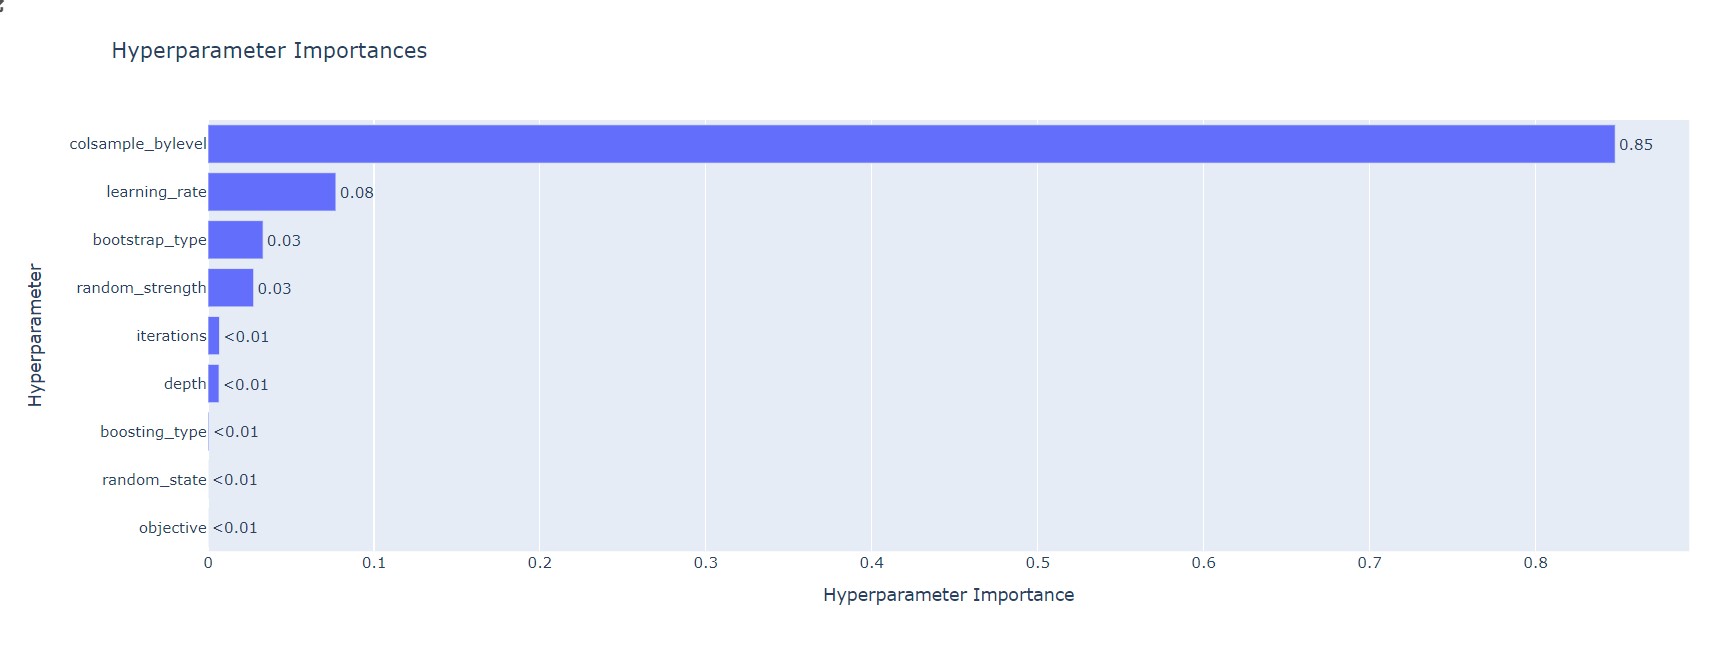 Hyperparameter Importances
Hyperparameter
colsample_bylevel 0.85
learning_rate 0.08
bootstrap_type 0.03
random_strength 0.03
iterations <0.01
depth <0.01
boosting_type <0.01
random_state <0.01
objective <0.01
0 0.1 0.2 0.3 0.4 0.5 0.6 0.7 0.8
Hyperparameter Importance